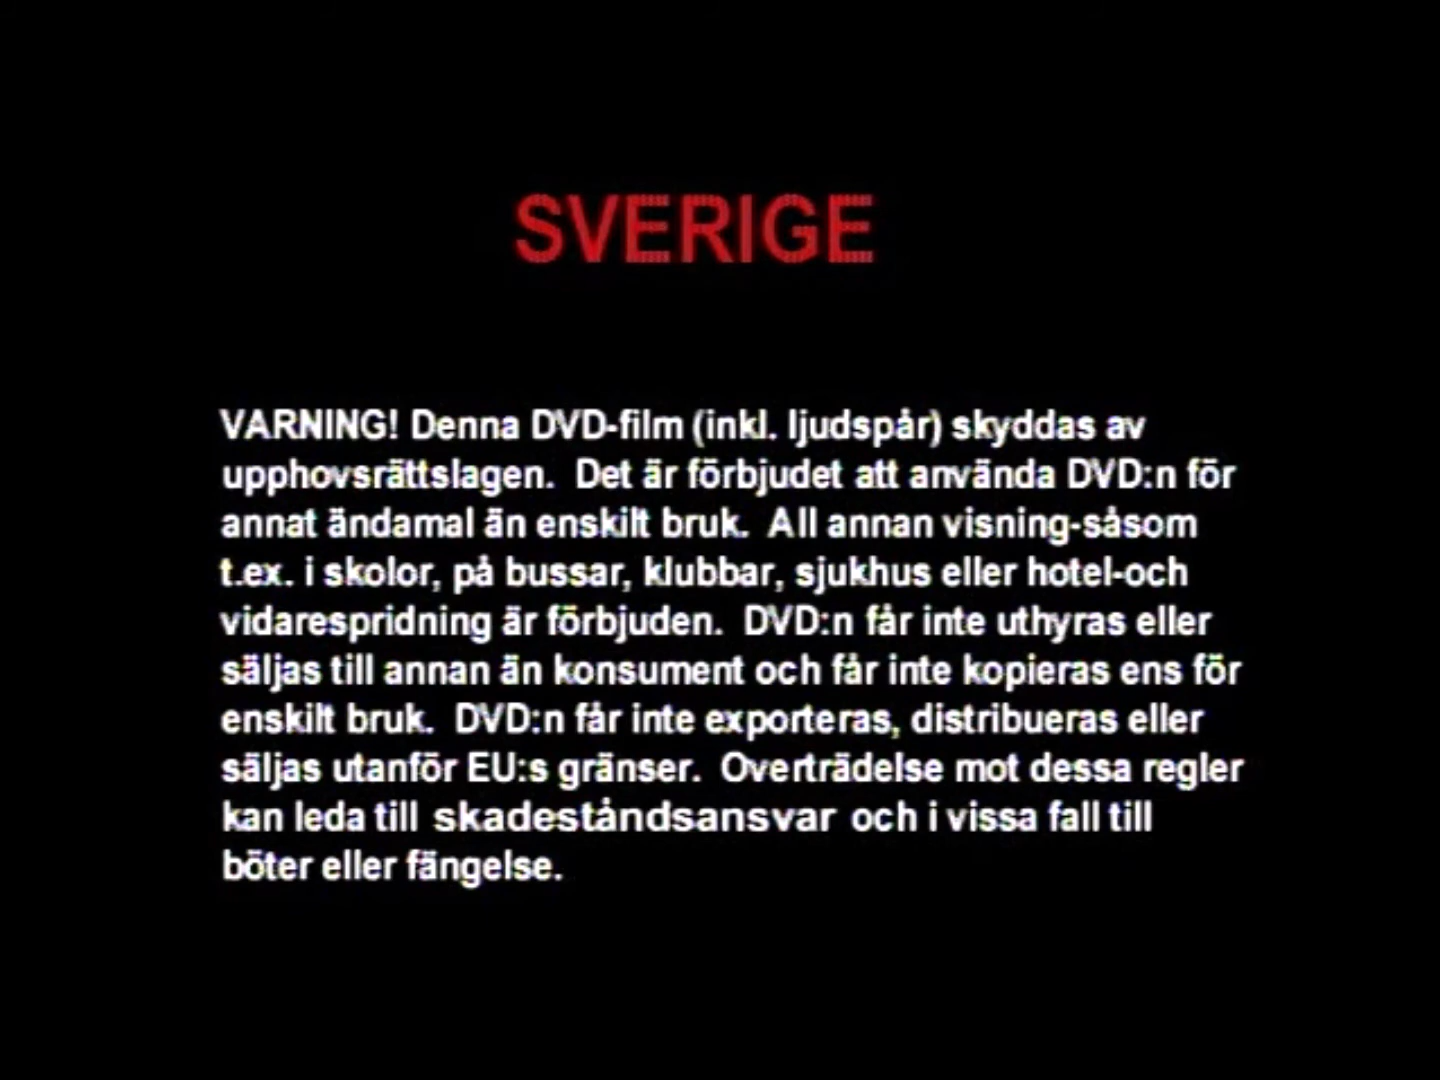 SVERIGE
VARNING! Denna DVD-film (inkl. ljudspår) skyddas av
upphovsrättslagen.  Det är förbjudet att använda DVD:n för
annat ändamal än enskilt bruk.  All annan visning-såsom
t.ex. i skolor, på bussar, klubbar, sjukhus eller hotel-och
vidarespridning är förbjuden.  DVD:n får inte uthyras eller
säljas till annan än konsument och får inte kopieras ens för
enskilt bruk.  DVD:n får inte exporteras, distribueras eller
säljas utanför EU:s gränser.  Overträdelse mot dessa regler
kan leda till skadeståndsansvar och i vissa fall till
böter eller fängelse.